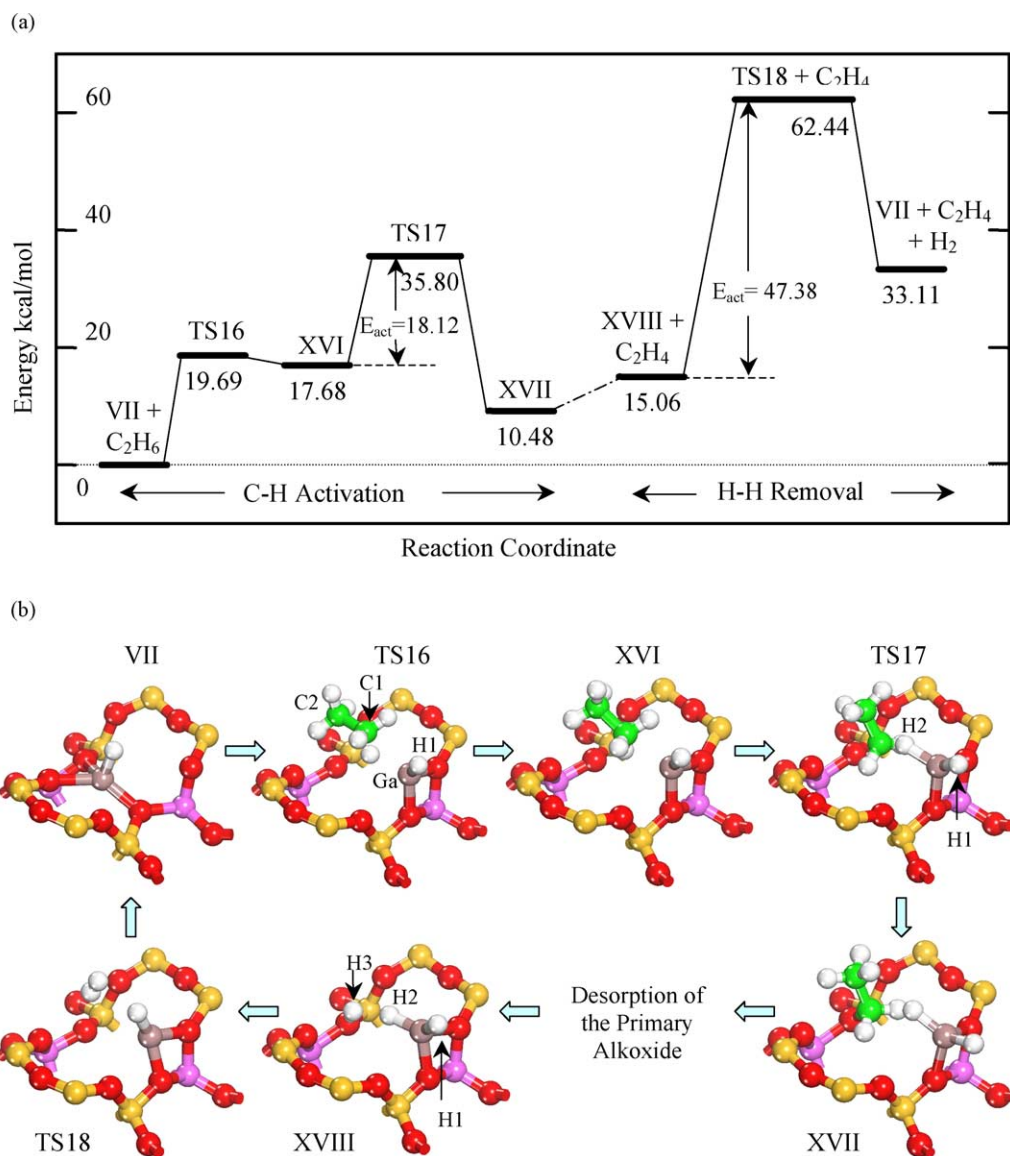 (a)
60
40
20
0
Energy kcal/mol
VII +
C₂H₆
TS16
19.69
XVI
17.68
TS17
35.80
Eact=18.12
XVII
10.48
XVIII +
C₂H₄
15.06
TS18 + C₂H₄
62.44
Eact= 47.38
VII + C₂H₄
+ H₂
33.11
C-H Activation
H-H Removal
Reaction Coordinate
(b)
VII
TS16
C2
C1
H1
Ga
XVI
TS17
H2
H1
TS18
H3
H2
H1
XVIII
Desorption of
the Primary
Alkoxide
XVII